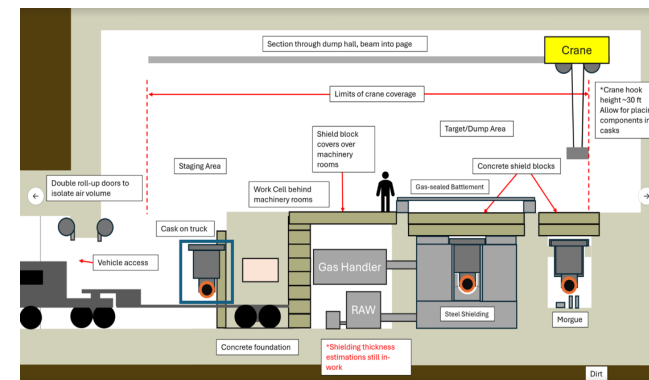 Section through dump hall, beam into page
Crane
Limits of crane coverage
*Crane hook
height ~30 ft
Allow for placing
components in
casks
Shield block
covers over
machinery
rooms
Target/Dump Area
Staging Area
Concrete shield blocks
Double roll-up doors to
isolate air volume
Work Cell behind
machinery rooms
Gas-sealed Battlement
Cask on truck
Vehicle access
Gas Handler
RAW
Steel Shielding
Morgue
Concrete foundation
*Shielding thickness
estimations still in-
work
Dirt